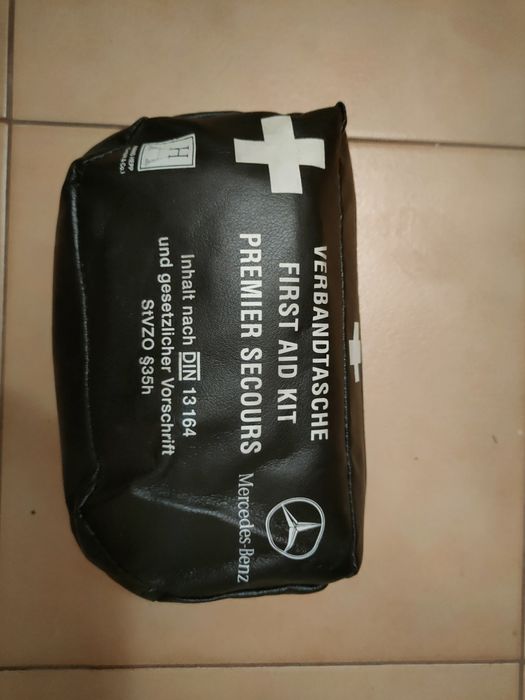 VERBANDTASCHE
FIRST AID KIT
PREMIER SECOURS
Mercedes-Benz
Inhalt nach DIN 13 164
und gesetzlicher Vorschrift
StVZO §35h
H